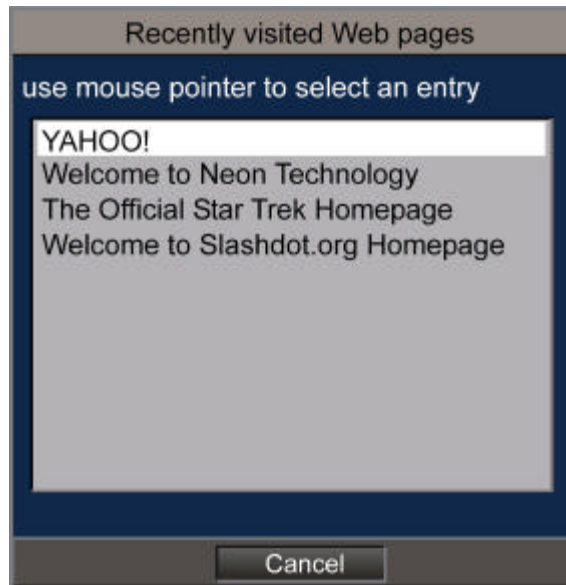 Recently visited Web pages
use mouse pointer to select an entry
YAHOO!
Welcome to Neon Technology
The Official Star Trek Homepage
Welcome to Slashdot.org Homepage
Cancel